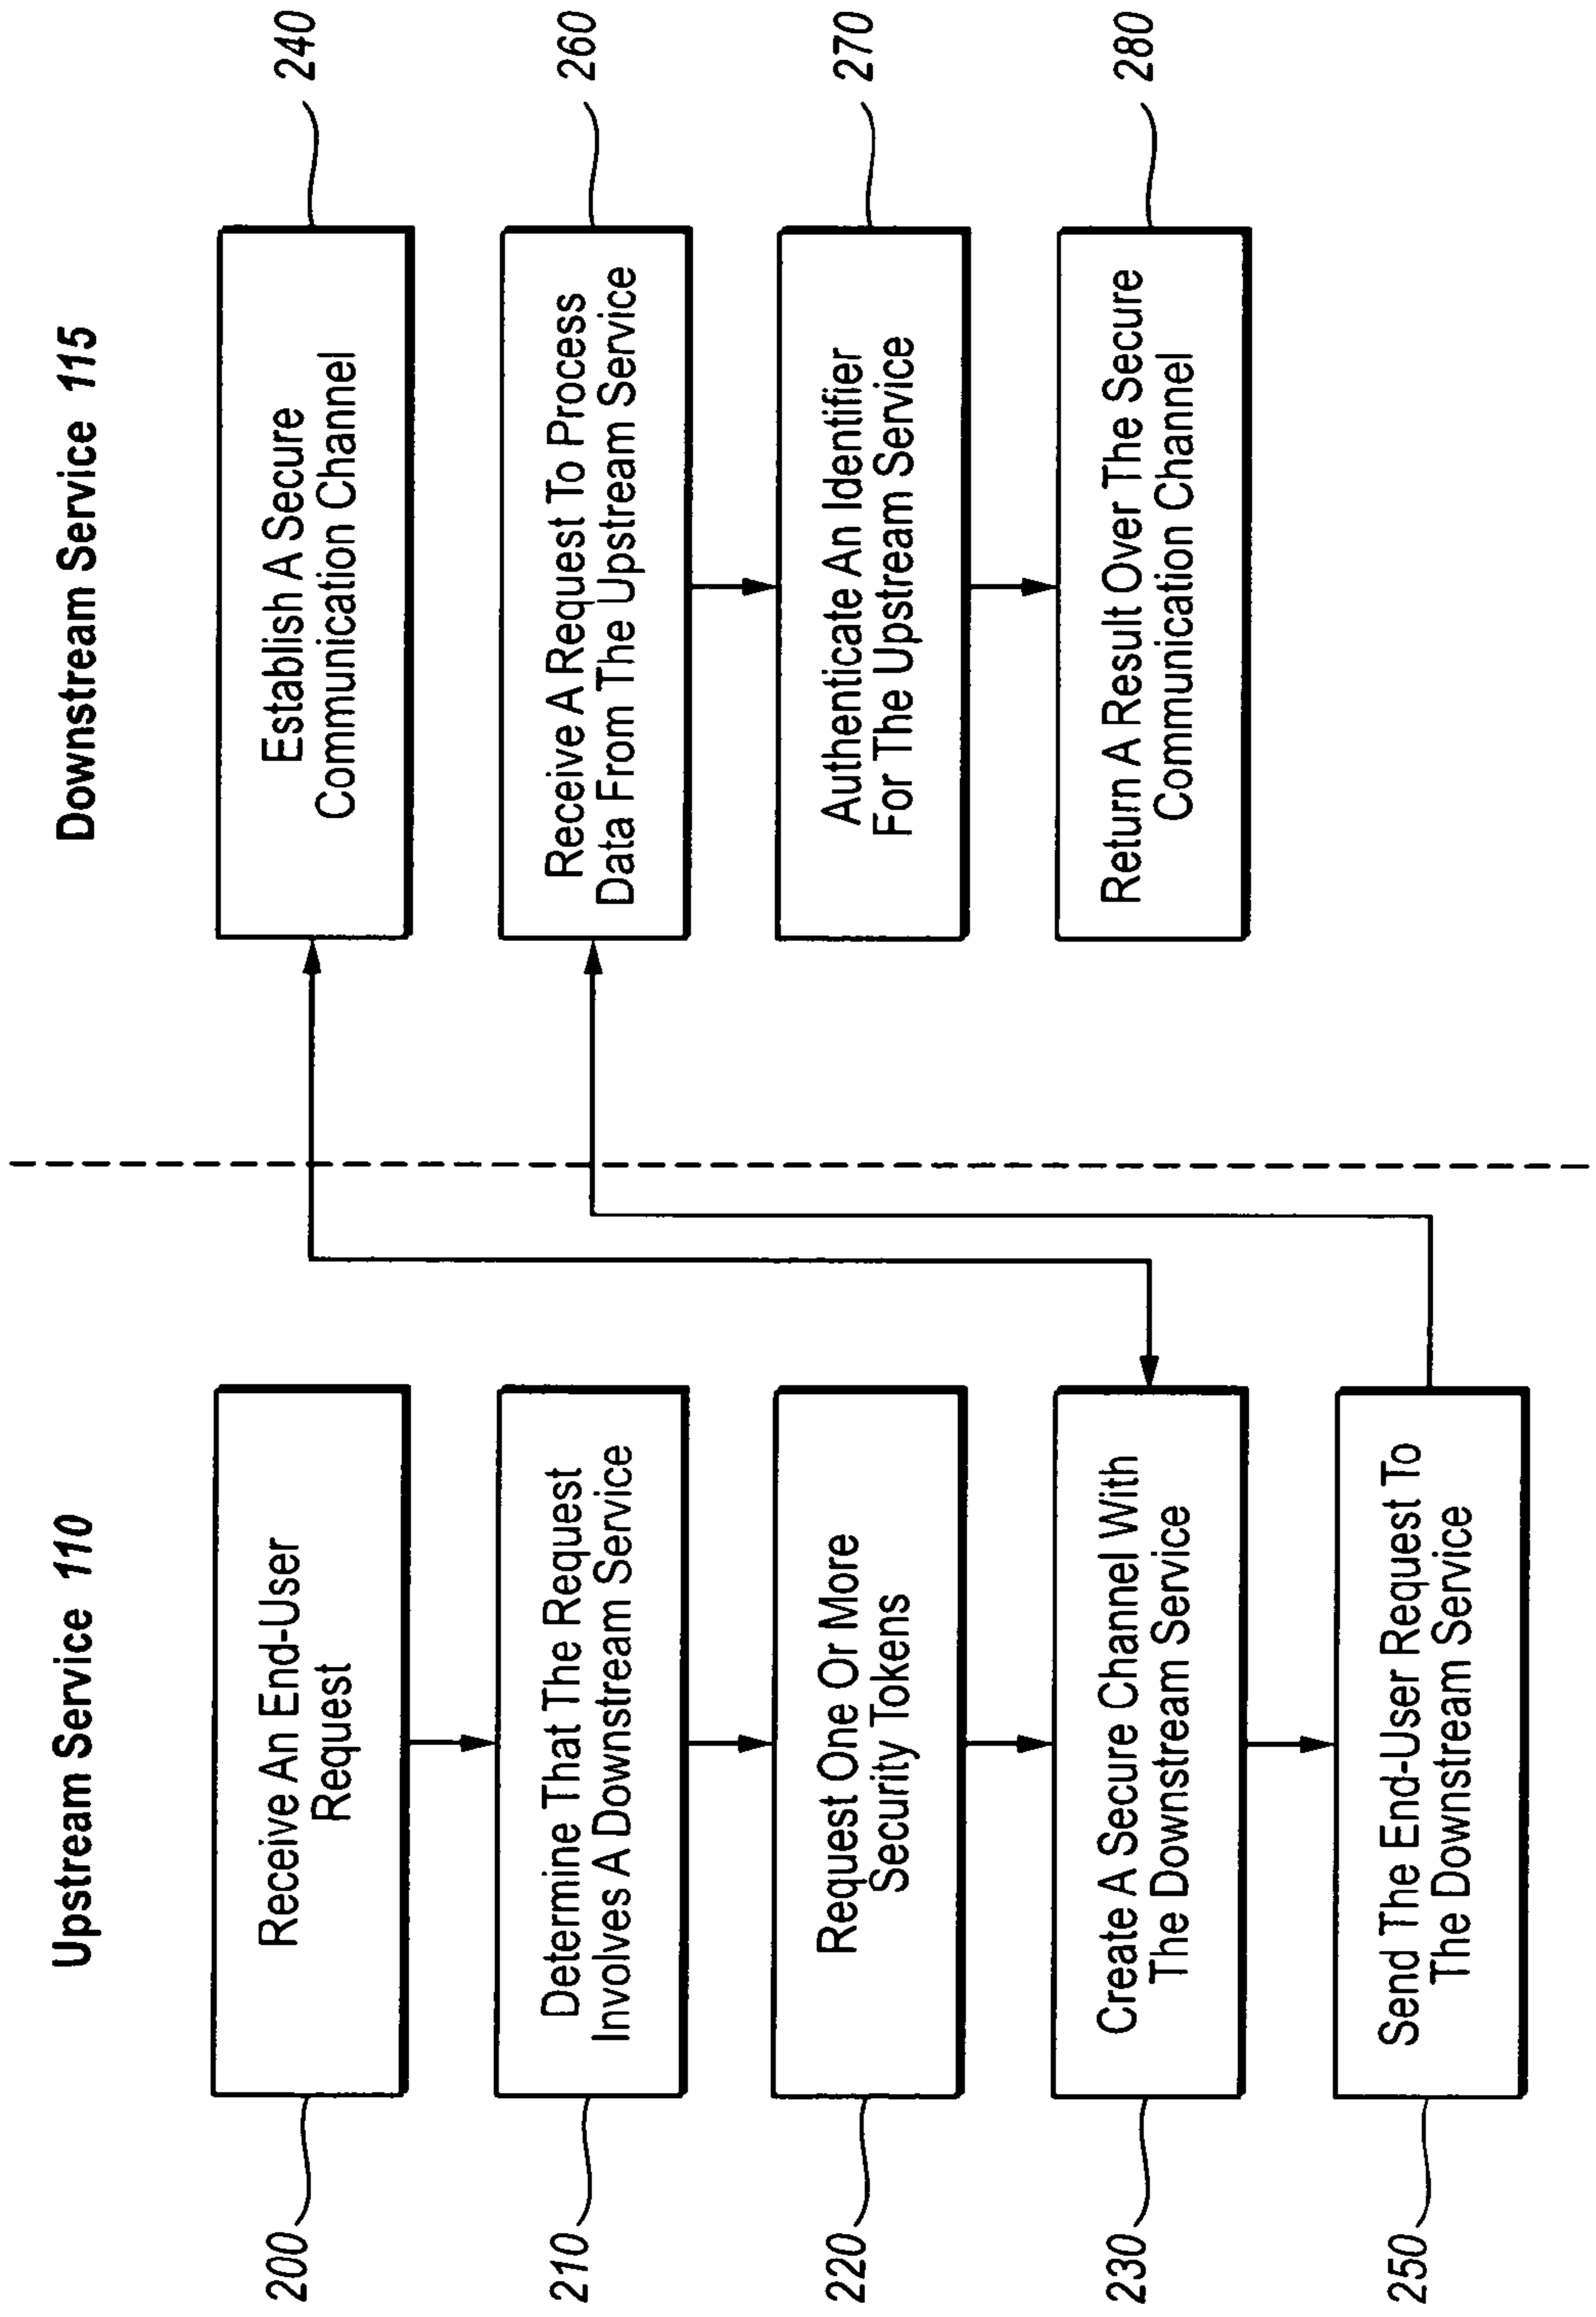 Upstream Service 110
200
Receive An End-User
Request
210
Determine That The Request
Involves A Downstream Service
220
Request One Or More
Security Tokens
230
Create A Secure Channel With
The Downstream Service
250
Send The End-User Request To
The Downstream Service
Downstream Service 115
Establish A Secure
Communication Channel
240
Receive A Request To Process
Data From The Upstream Service
260
Authenticate An Identifier
For The Upstream Service
270
Return A Result Over The Secure
Communication Channel
280